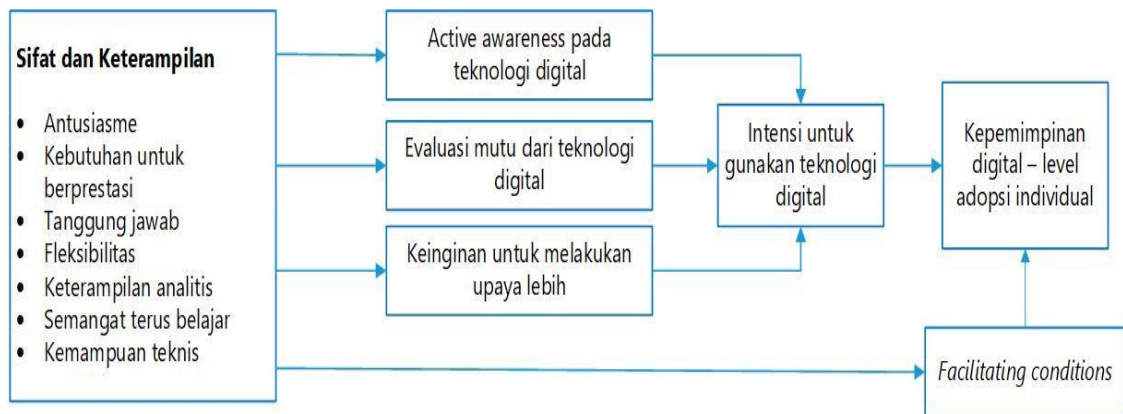 Sifat dan Keterampilan
• Antusiasme
• Kebutuhan untuk
berprestasi
• Tanggung jawab
• Fleksibilitas
• Keterampilan analitis
• Semangat terus belajar
• Kemampuan teknis
Active awareness pada
teknologi digital
Evaluasi mutu dari teknologi
digital
Keinginan untuk melakukan
upaya lebih
Intensi untuk
gunakan teknologi
digital
Kepemimpinan
digital – level
adopsi individual
Facilitating conditions